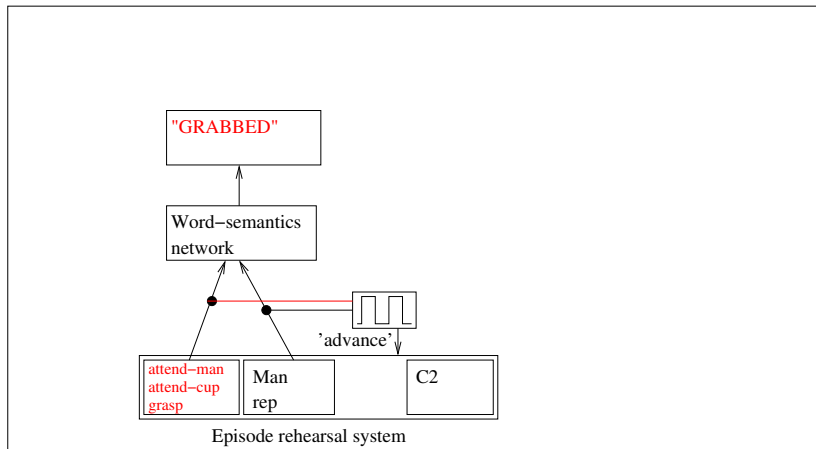 "GRABBED"
Word−semantics
network
'advance'
attend−man
attend−cup
grasp
Man
rep
C2
Episode rehearsal system